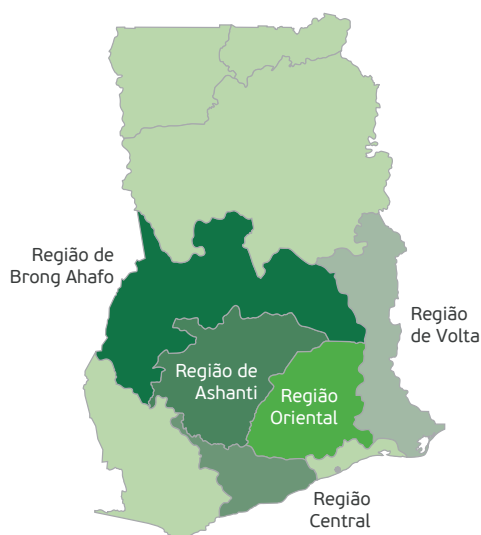 Região de
Brong Ahafo
Região
de Volta
Região de
Ashanti
Região
Oriental
Região
Central